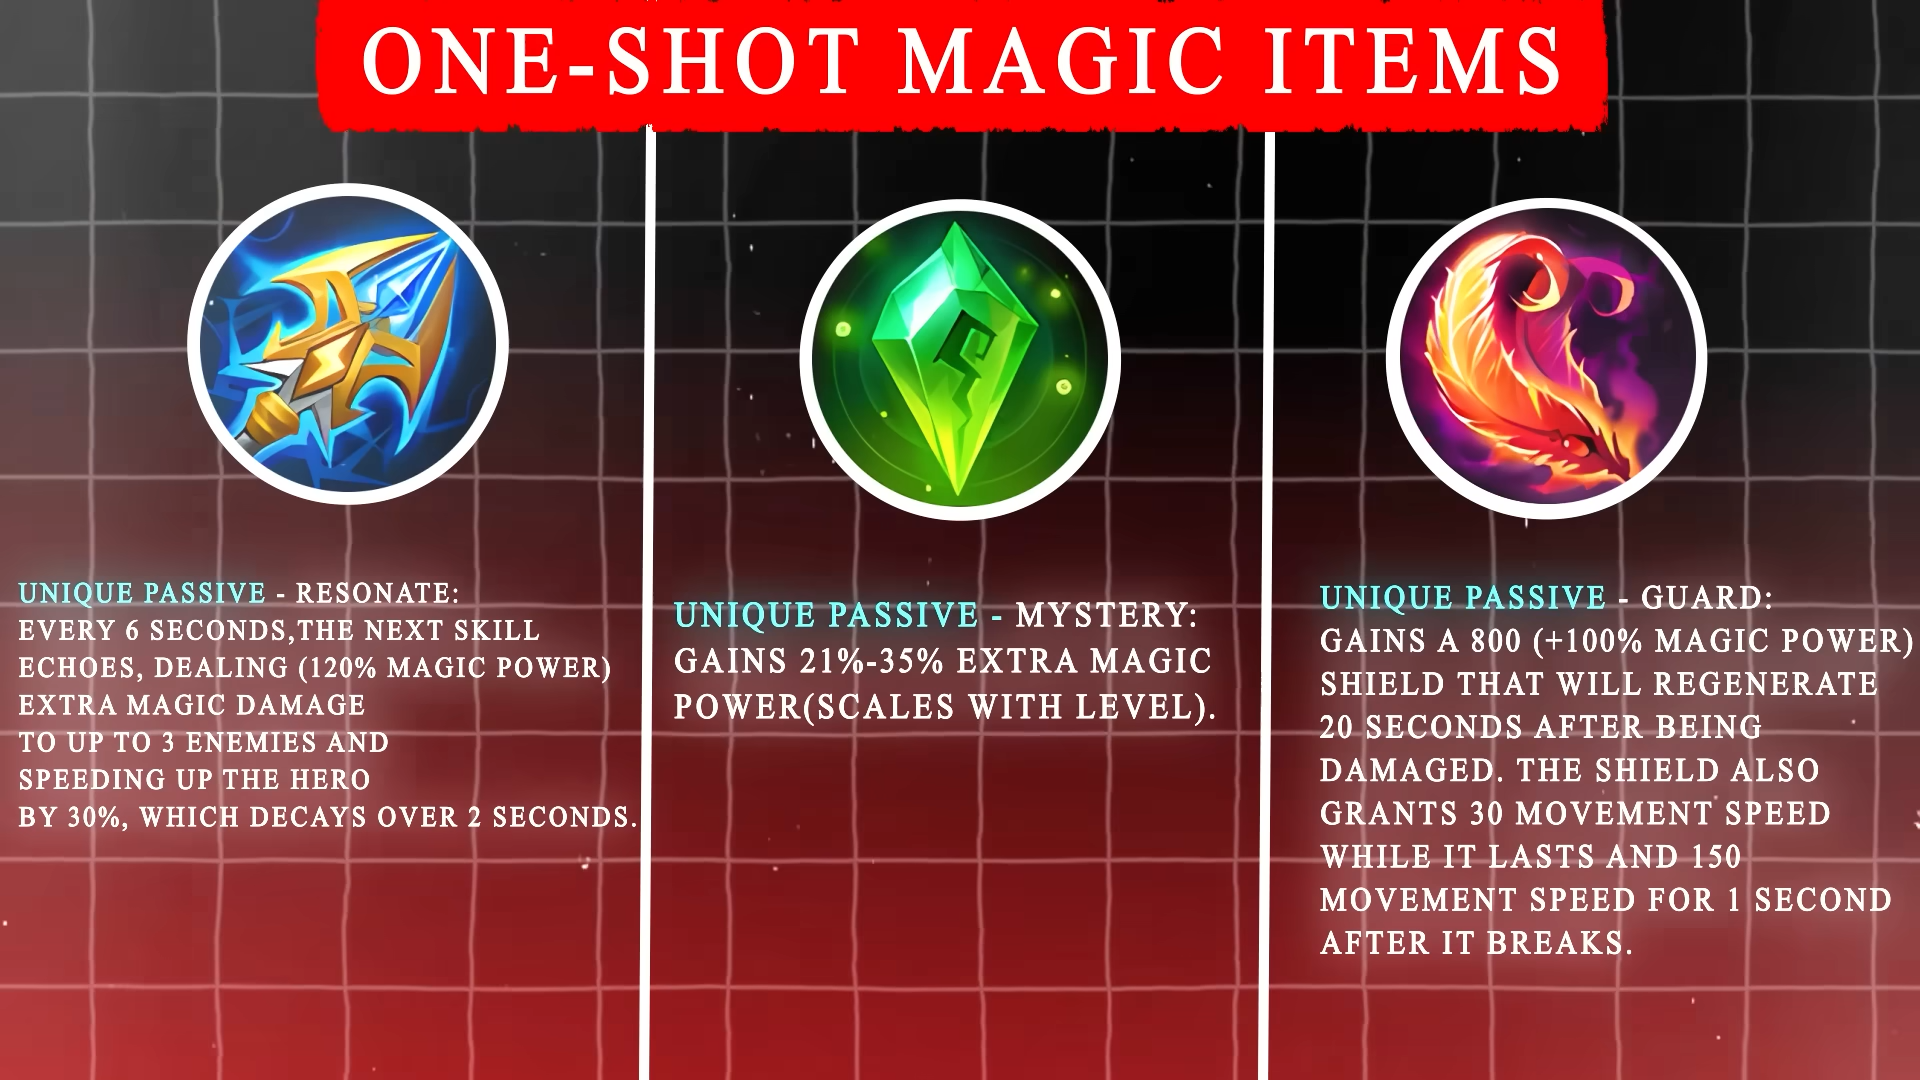 ONE-SHOT MAGIC ITEMS
UNIQUE PASSIVE - RESONATE:
EVERY 6 SECONDS,THE NEXT SKILL
ECHOES, DEALING (120% MAGIC POWER)
EXTRA MAGIC DAMAGE
TO UP TO 3 ENEMIES AND
SPEEDING UP THE HERO
BY 30%, WHICH DECAYS OVER 2 SECONDS.
UNIQUE PASSIVE - MYSTERY:
GAINS 21%-35% EXTRA MAGIC
POWER(SCALES WITH LEVEL).
UNIQUE PASSIVE - GUARD:
GAINS A 800 (+100% MAGIC POWER)
SHIELD THAT WILL REGENERATE
20 SECONDS AFTER BEING
DAMAGED. THE SHIELD ALSO
GRANTS 30 MOVEMENT SPEED
WHILE IT LASTS AND 150
MOVEMENT SPEED FOR 1 SECOND
AFTER IT BREAKS.